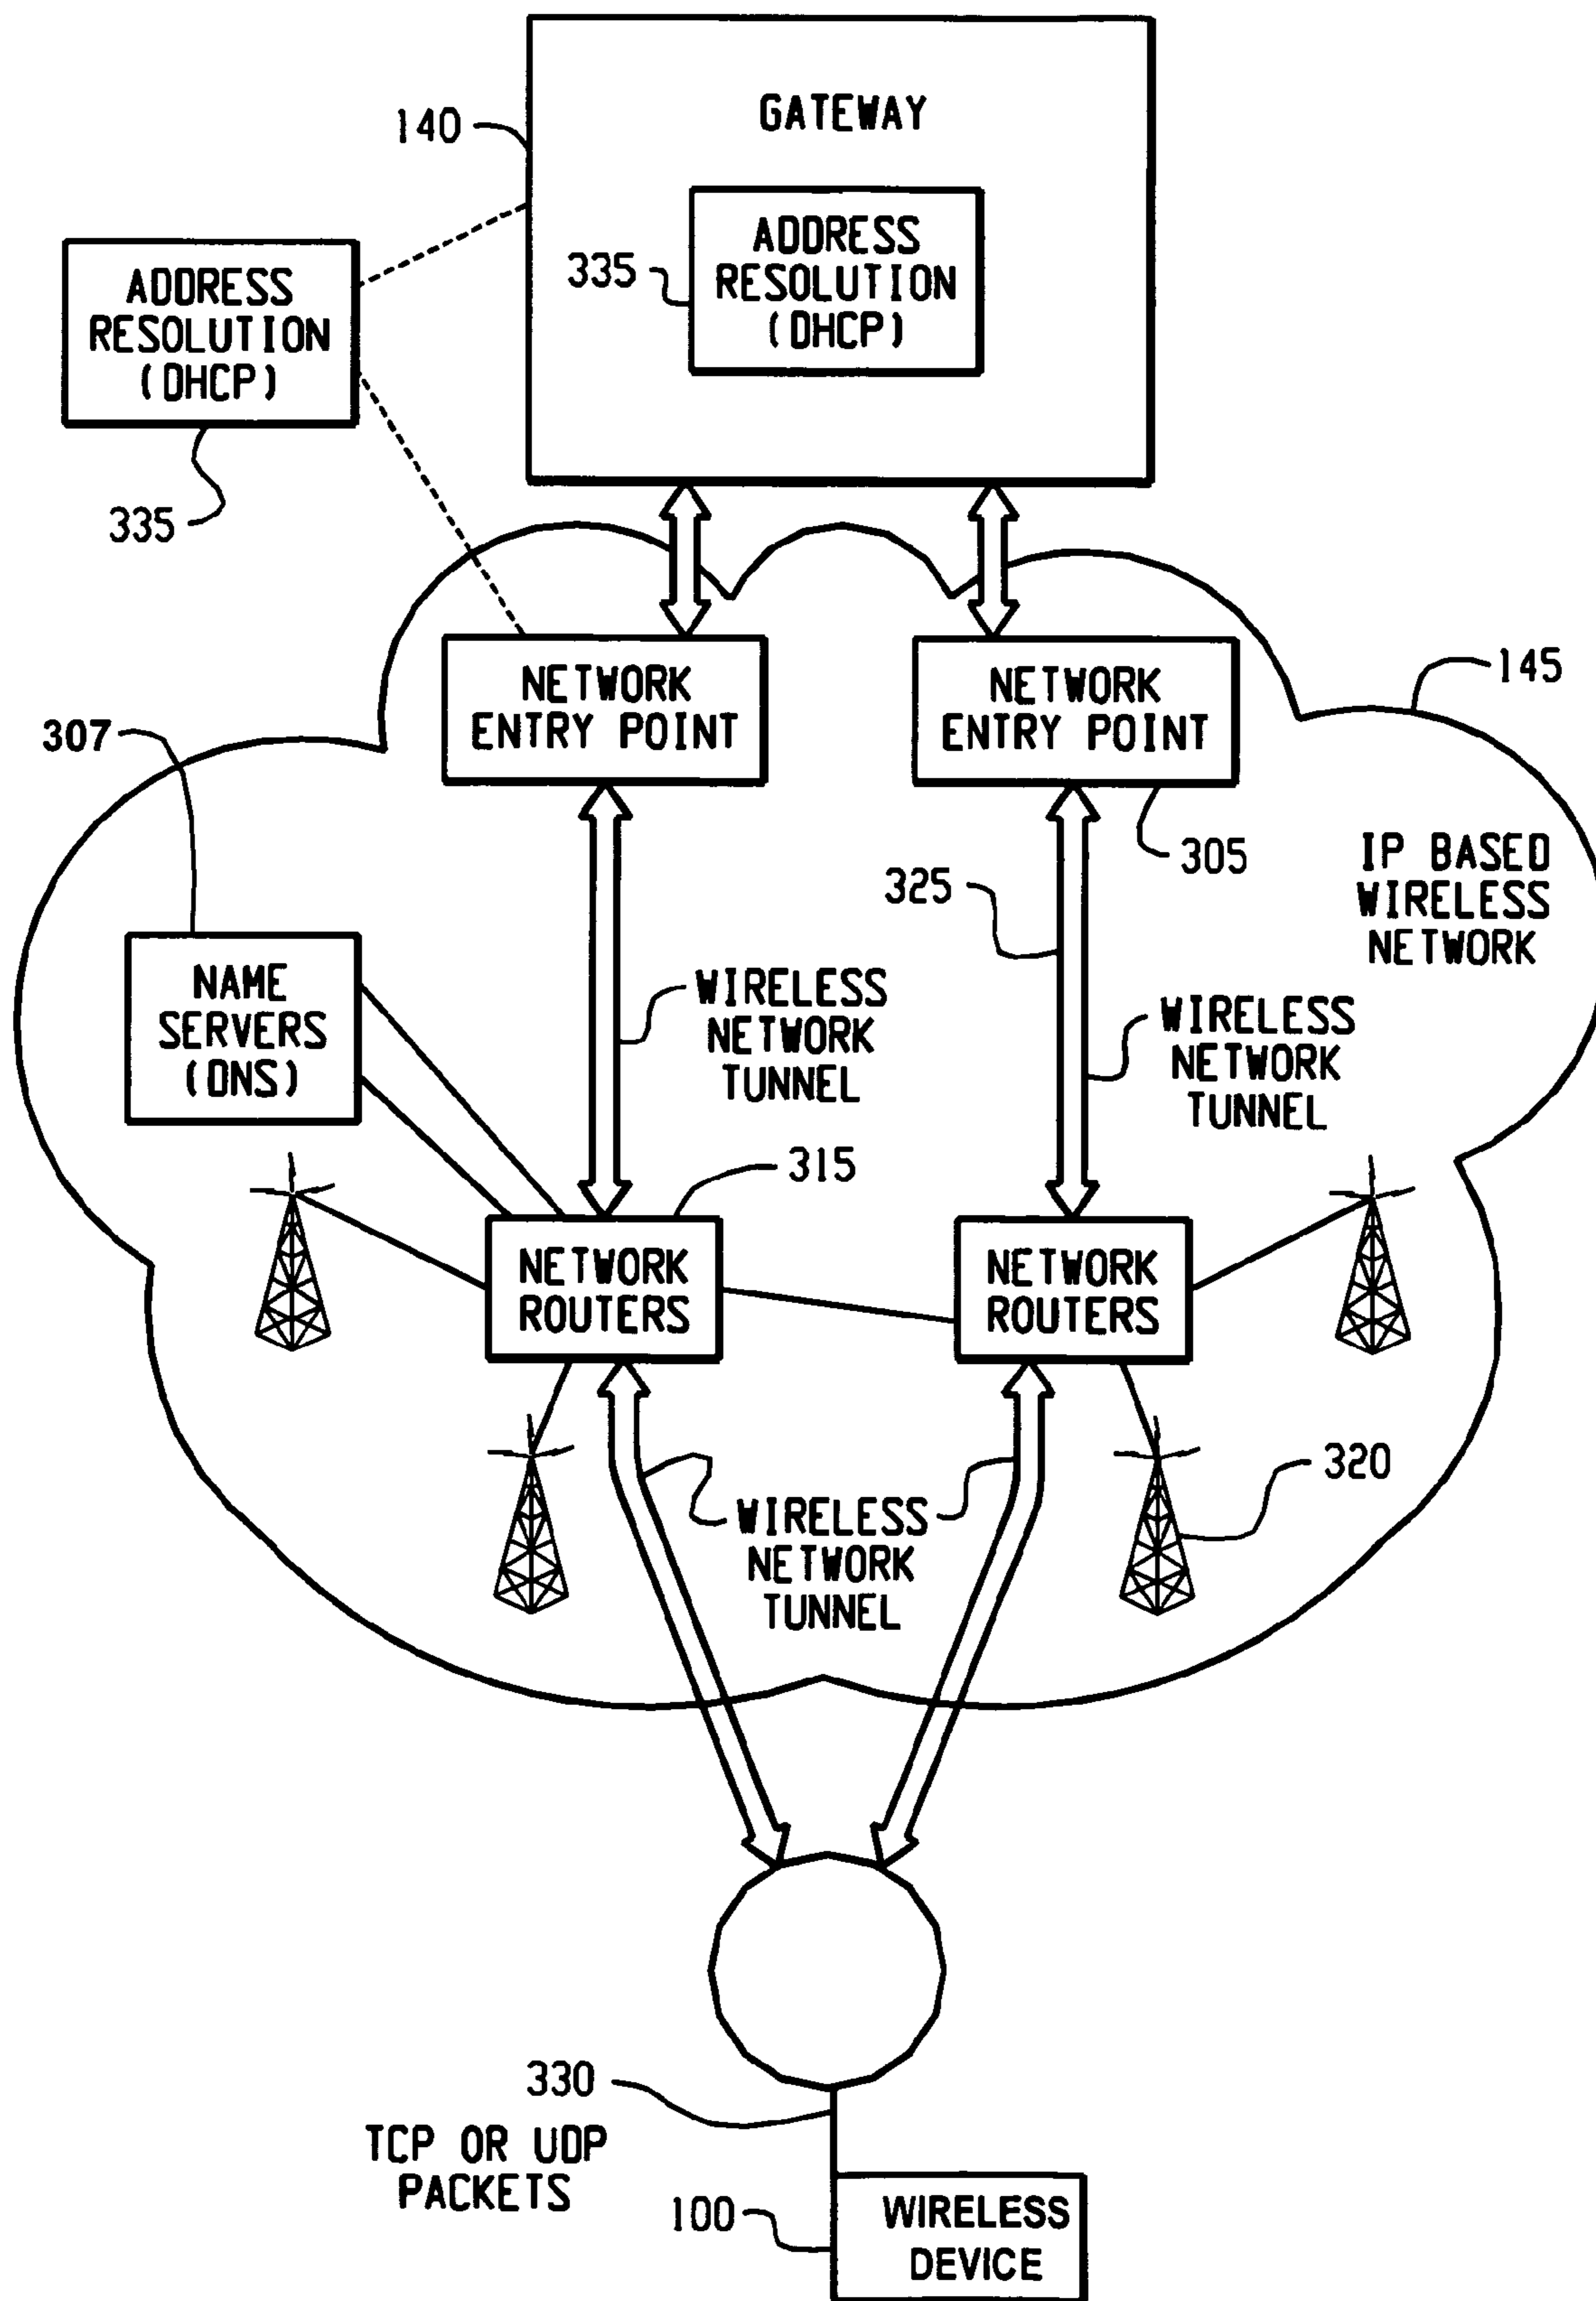 GATEWAY
140
ADDRESS
RESOLUTION
(DHCP)
335
ADDRESS
RESOLUTION
(DHCP)
335
NETWORK
ENTRY POINT
NETWORK
ENTRY POINT
145
307
305
325
IP BASED
WIRELESS
NETWORK
NAME
SERVERS
(DNS)
WIRELESS
NETWORK
TUNNEL
WIRELESS
NETWORK
TUNNEL
315
NETWORK
ROUTERS
NETWORK
ROUTERS
320
WIRELESS
NETWORK
TUNNEL
330
TCP OR UDP
PACKETS
100
WIRELESS
DEVICE